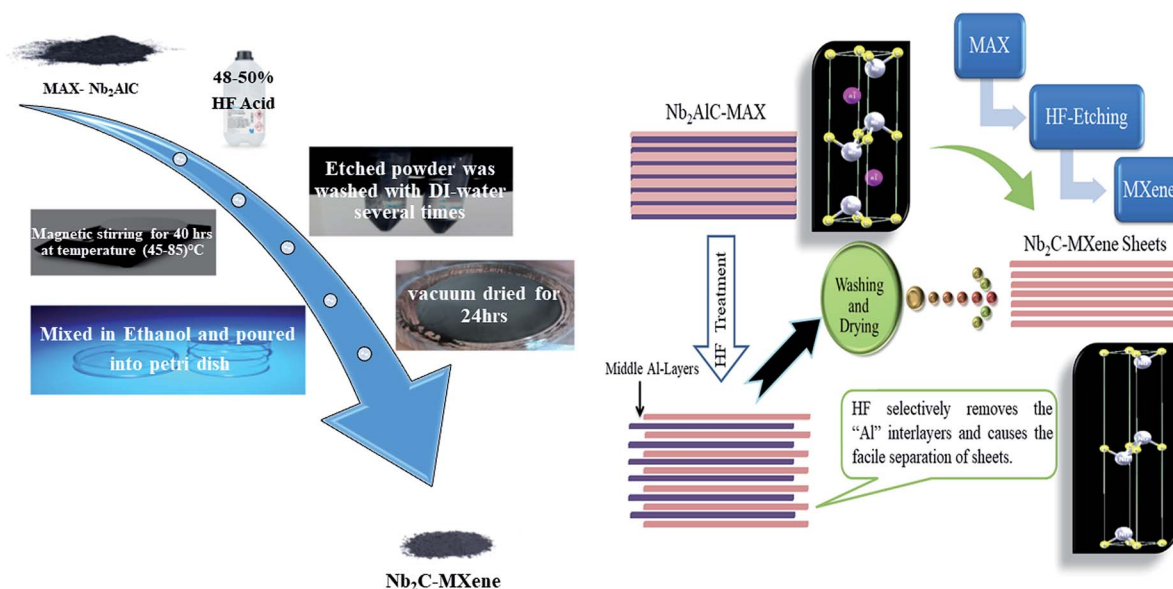 MAX- Nb₂AlC
48-50%
HF Acid
Etched powder was
washed with DI-water
several times
Magnetic stirring for 40 hrs
at temperature (45-85)°C
vacuum dried for
24hrs
Mixed in Ethanol and poured
into petri dish
Nb₂C-MXene
Nb₂AlC-MAX
Al
Al
MAX
HF-Etching
MXene
HF Treatment
Washing
and
Drying
Nb₂C-MXene Sheets
Middle Al-Layers
HF selectively removes the
“Al” interlayers and causes the
facile separation of sheets.